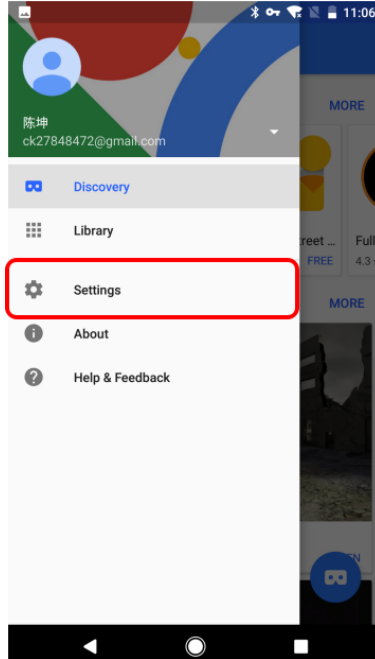 11:06
MORE
陈坤
ck27848472@gmail.com
Discovery
Library
reet ...
Full
FREE
4.3
Settings
MORE
About
Help & Feedback
EN